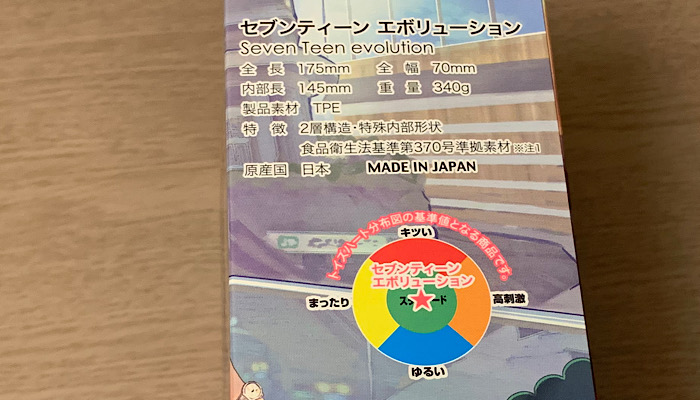 セブンティーン エボリューション
Seven Teen evolution
全 長 175mm 全 幅 70mm
内部長 145mm 重 量 340g
製品素材 TPE
特 徴 2層構造・特殊内部形状
食品衛生法基準第370号準拠素材 ※注1
原産国 日本 MADE IN JAPAN
トイズハート分布図の基準値となる商品です。
キツい
セブンティーン
エボリューション
まったり
高刺激
ゆるい